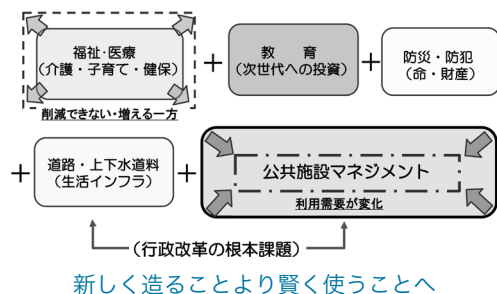 福祉・医療
（介護・子育て・健保）
削減できない・増える一方
＋
教　育
（次世代への投資）
＋
防災・防犯
（命・財産）
＋
道路・上下水道料
（生活インフラ）
＋
公共施設マネジメント
利用需要が変化
（行政改革の根本課題）
新しく造ることより賢く使うことへ